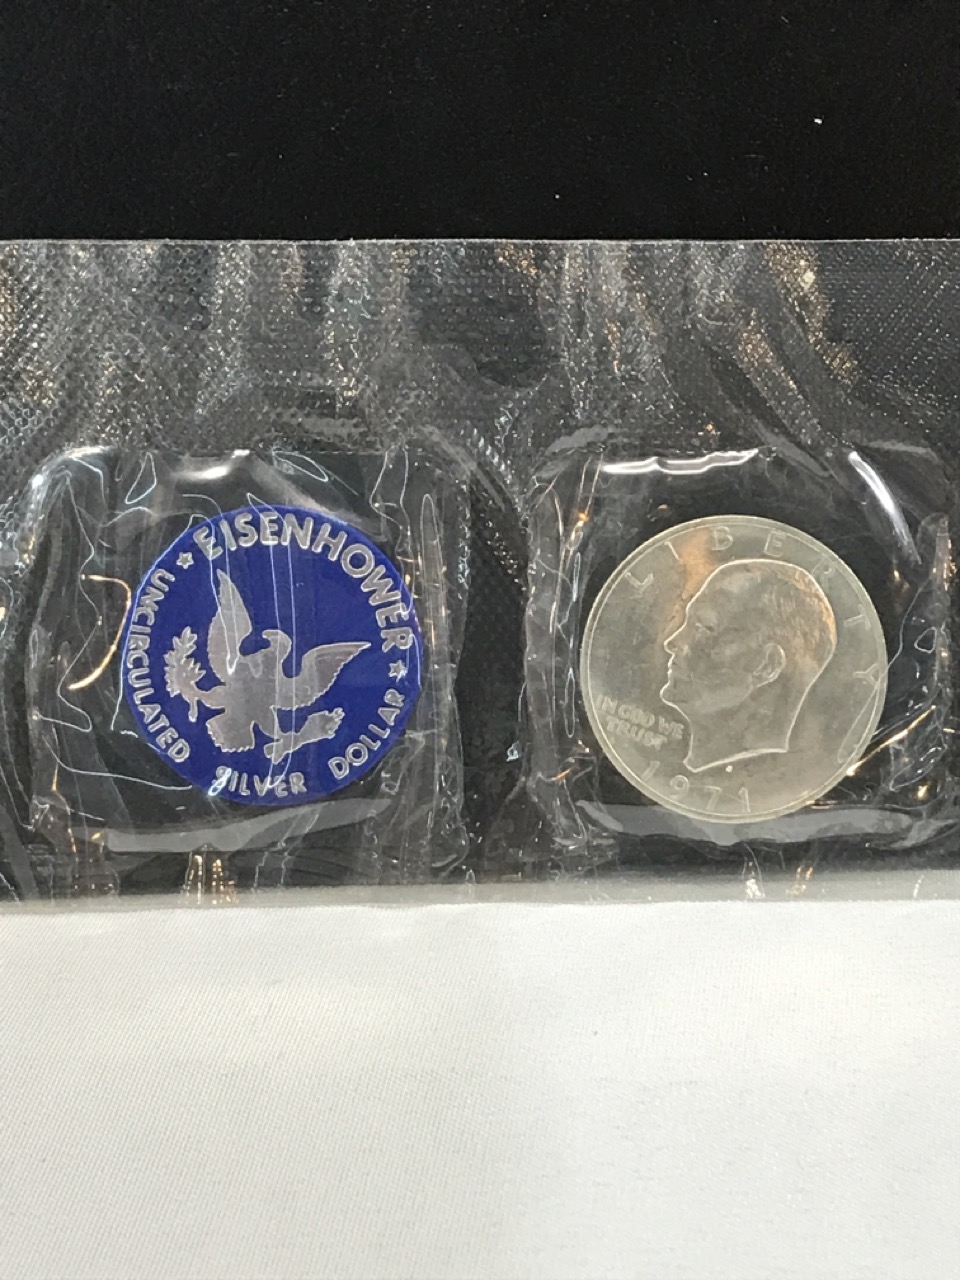 ★ EISENHOWER ★
UNCIRCULATED SILVER DOLLAR
LIBERTY
IN GOD WE
TRUST
1971